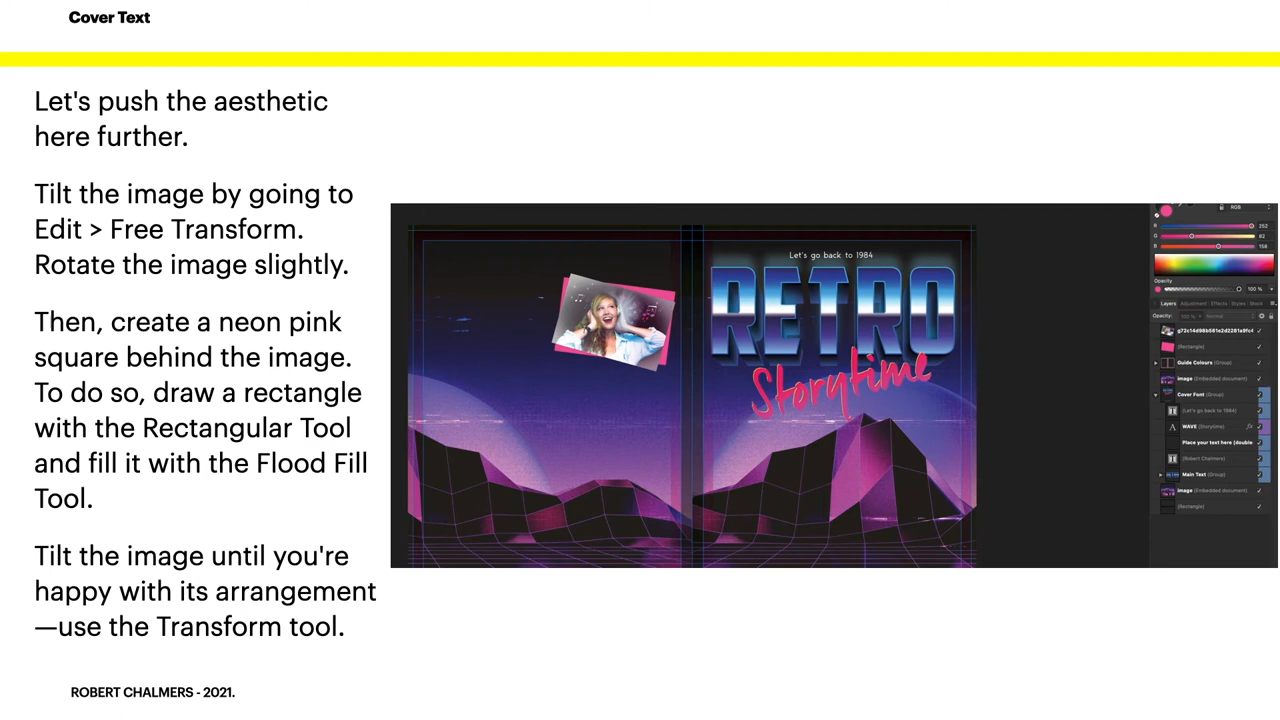 Cover Text
Let's push the aesthetic
here further.
Tilt the image by going to
Edit > Free Transform.
Rotate the image slightly.
Then, create a neon pink
square behind the image.
To do so, draw a rectangle
with the Rectangular Tool
and fill it with the Flood Fill
Tool.
Tilt the image until you're
happy with its arrangement
—use the Transform tool.
Let's go back to 1984
RETRO
Storytime
RGB
R 252
G 82
B 158
Opacity
100 %
Layers Adjustment Effects Styles Stock
Opacity: 100 % Normal
(Rectangle)
Guide Colours (Group)
image (Embedded document)
Cover Font (Group)
(Let's go back to 1984)
A WAVE (Storytime) fx
Place your text here (double
(Robert Chalmers)
Main Text (Group)
image (Embedded document)
(Rectangle)
ROBERT CHALMERS - 2021.